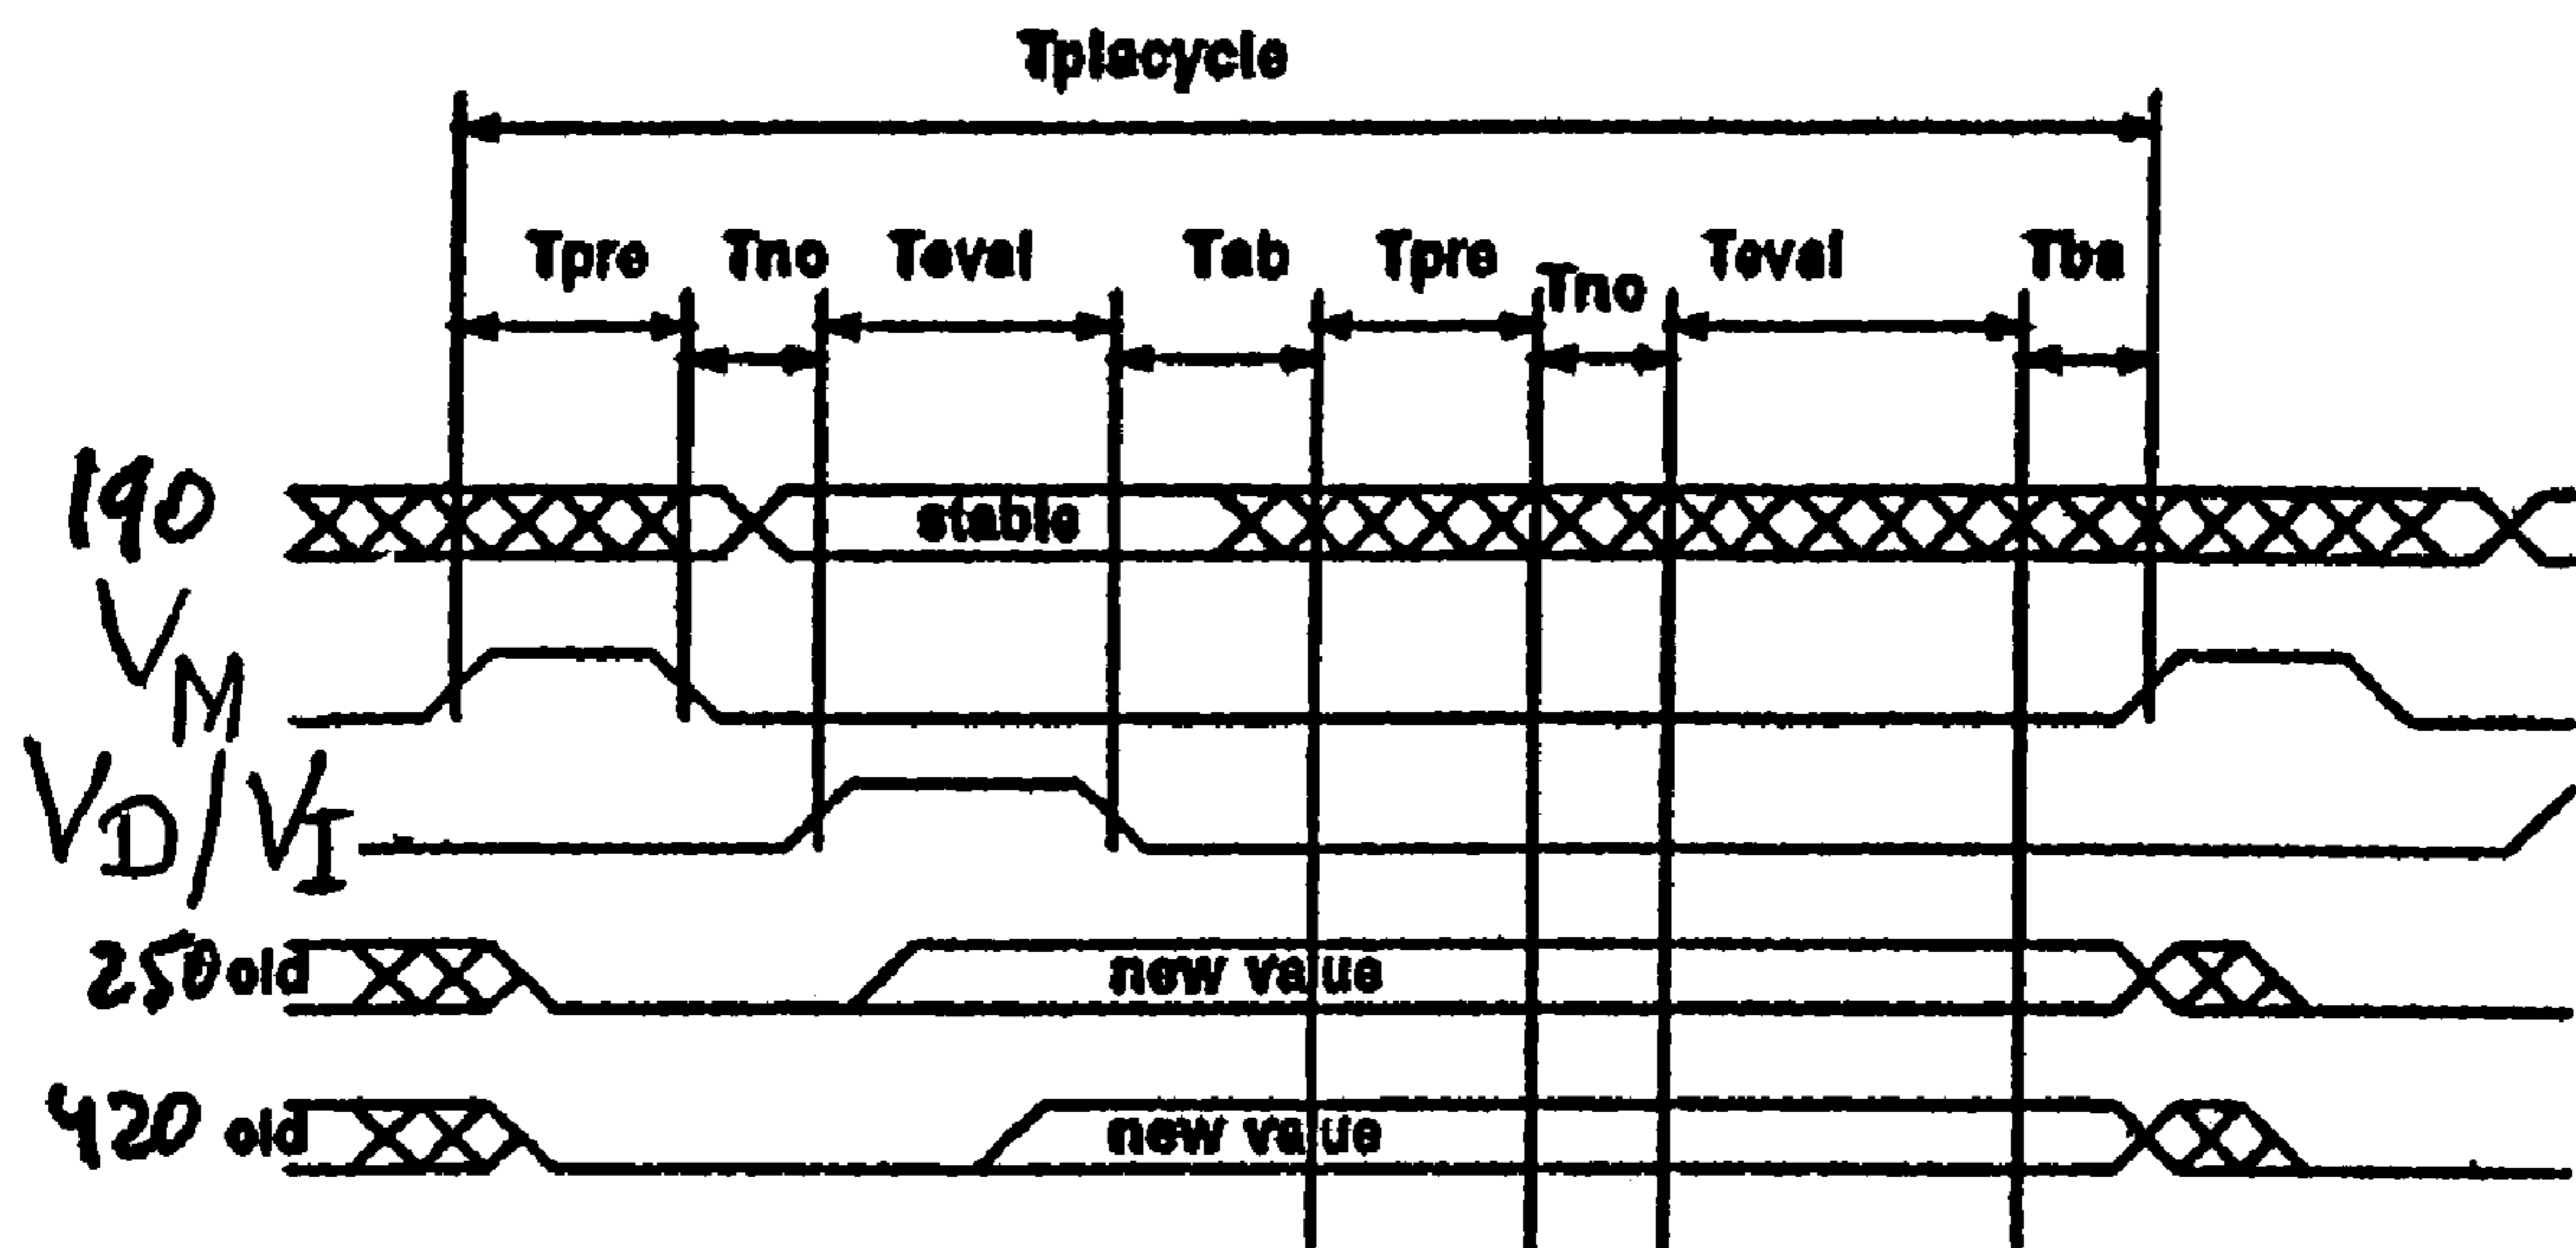 Tplacycle
Tpre Tno Teval Tab Tpre Tno Teval Tba
190 stable
VM
VD/VI
250 old new value
420 old new value